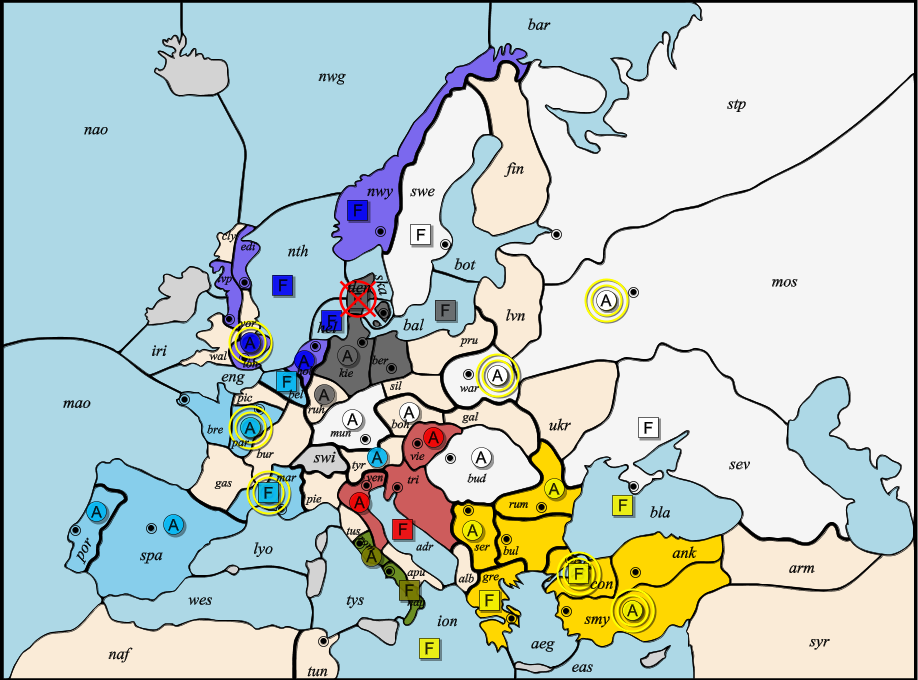 bar
nwg
stp
nao
fin
nwy
swe
F
cly
edi
nth
F
bot
ska
mos
lvp
F
den
F
A
lvn
iri
yor
hel
bal
wal
A
lon
A
kie
ber
pru
eng
F
bel
A
ruh
sil
war
A
mao
pic
bre
A
par
bur
A
mun
A
boh
gal
ukr
F
sev
A
vie
A
bud
swi
tyr
A
gas
mar
F
pie
ven
A
tri
rum
A
F
bla
A
por
A
spa
lyo
tus
A
F
adr
A
ser
bul
ank
apu
alb
gre
F
F
con
arm
wes
tys
F
ion
F
aeg
smy
A
naf
tun
eas
syr